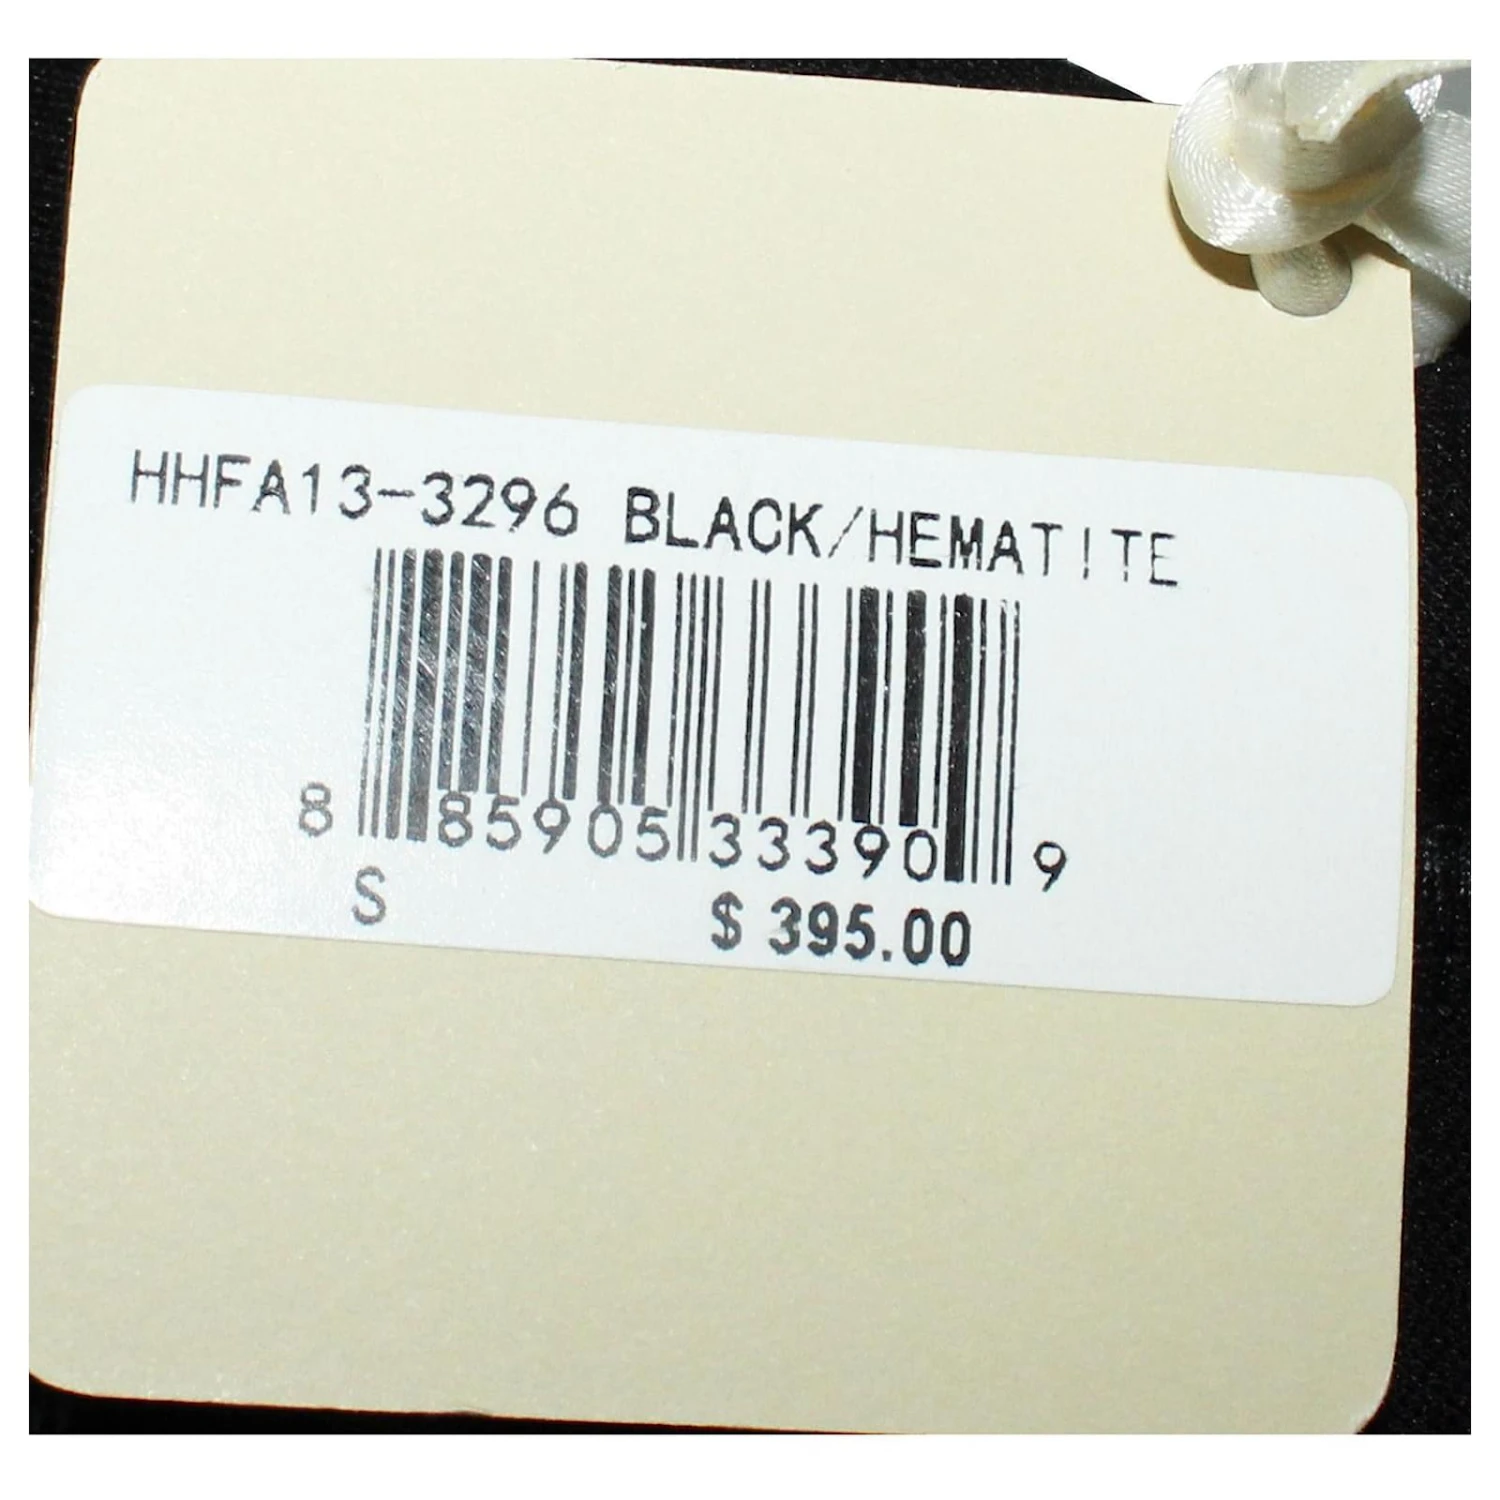 HHFA13-3296 BLACK/HEMATITE
8 85905 33390 9
S $ 395.00